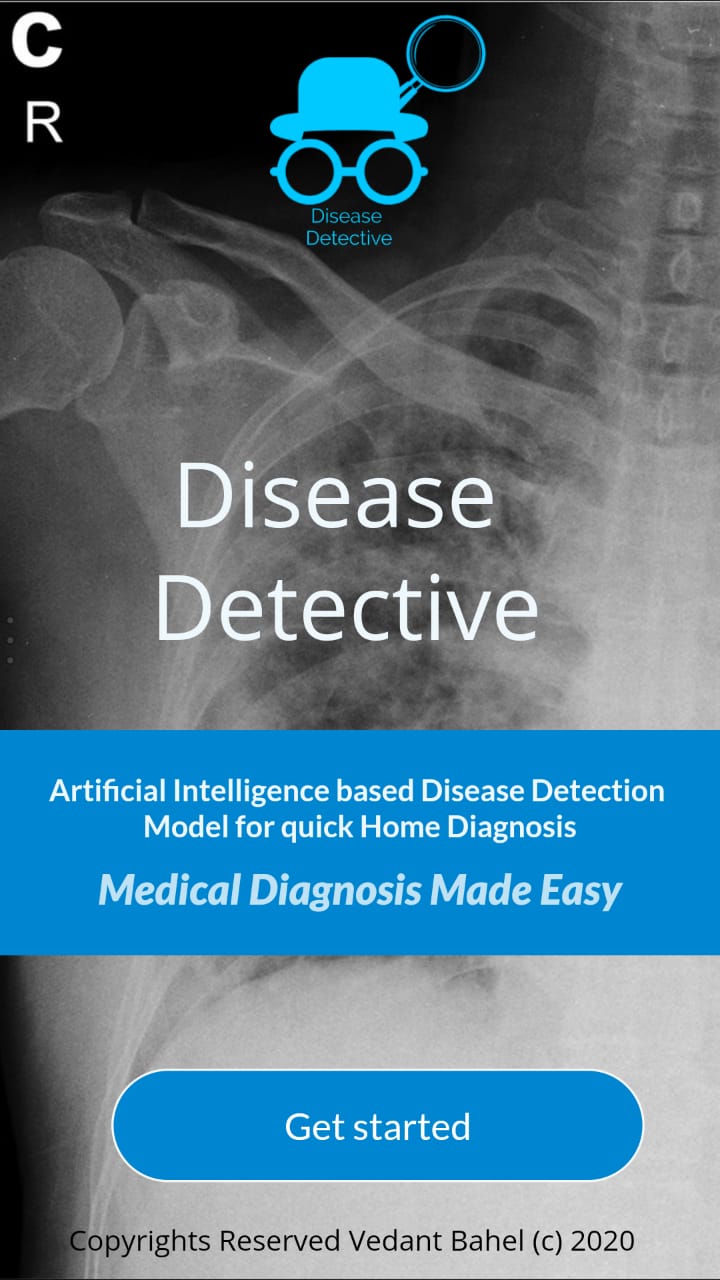 C
R
Disease
Detective
Disease
Detective
Artificial Intelligence based Disease Detection
Model for quick Home Diagnosis
Medical Diagnosis Made Easy
Get started
Copyrights Reserved Vedant Bahel (c) 2020